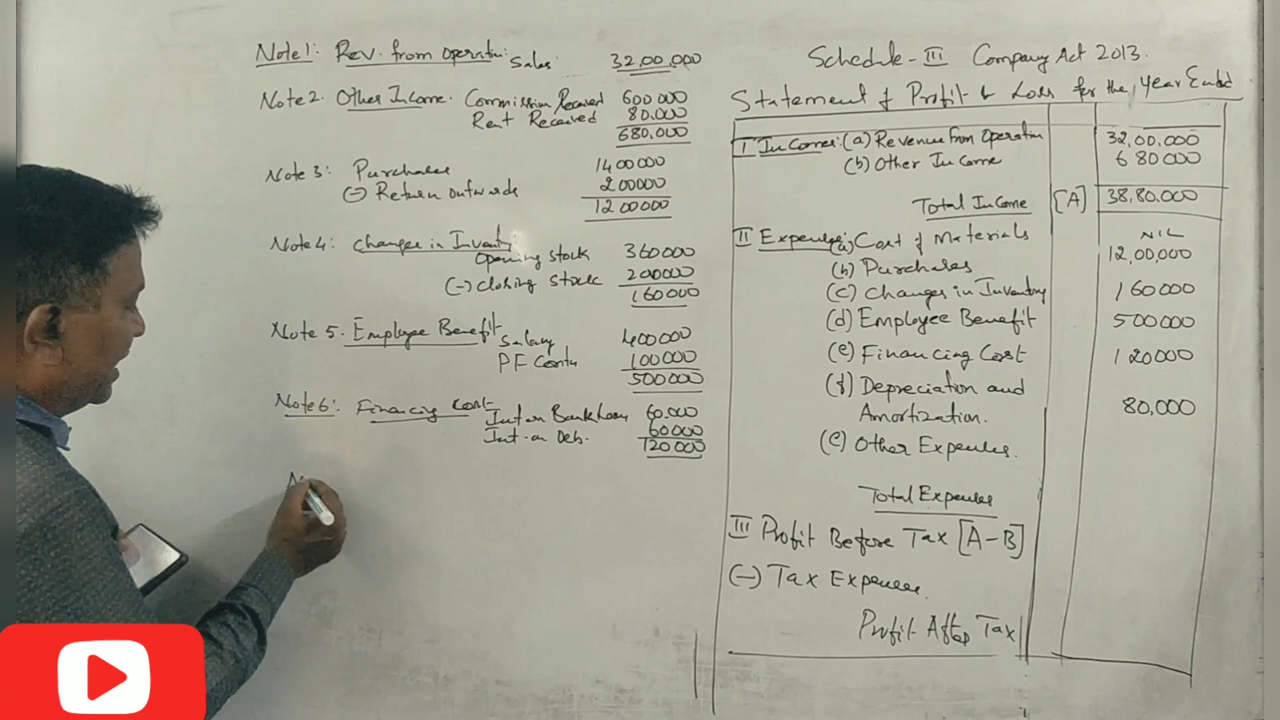 Note 1: Rev. from Operation: Sales 32,00,000
Note 2. Other Income. Commission Received 600 000
Rent Received 80.000
680.000
Note 3: Purchases 1400000
(-) Return outwards 200000
1200000
Note 4: Changes in Inventory
Opening stock 360000
(-) Closing stock 200000
160000
Note 5. Employee Benefit Salary 400000
PF Contr 100000
500000
Note 6: Financing Cost
Int on Bank Loan 60.000
Int. on Deb. 60000
120000
N
Schedule - III Company Act 2013.
Statement of Profit & Loss for the Year Ended
I Incomes: (a) Revenue from Operation 32,00,000
(b) Other Income 680000
Total Income [A] 38,80.000
II Expenses: (a) Cost of Materials NIL
(b) Purchases 12,00,000
(c) Changes in Inventory 160000
(d) Employee Benefit 500000
(e) Financing Cost 120000
(f) Depreciation and
Amortization. 80,000
(e) Other Expenses.
Total Expenses
III Profit Before Tax [A-B]
(-) Tax Expenses.
Profit After Tax